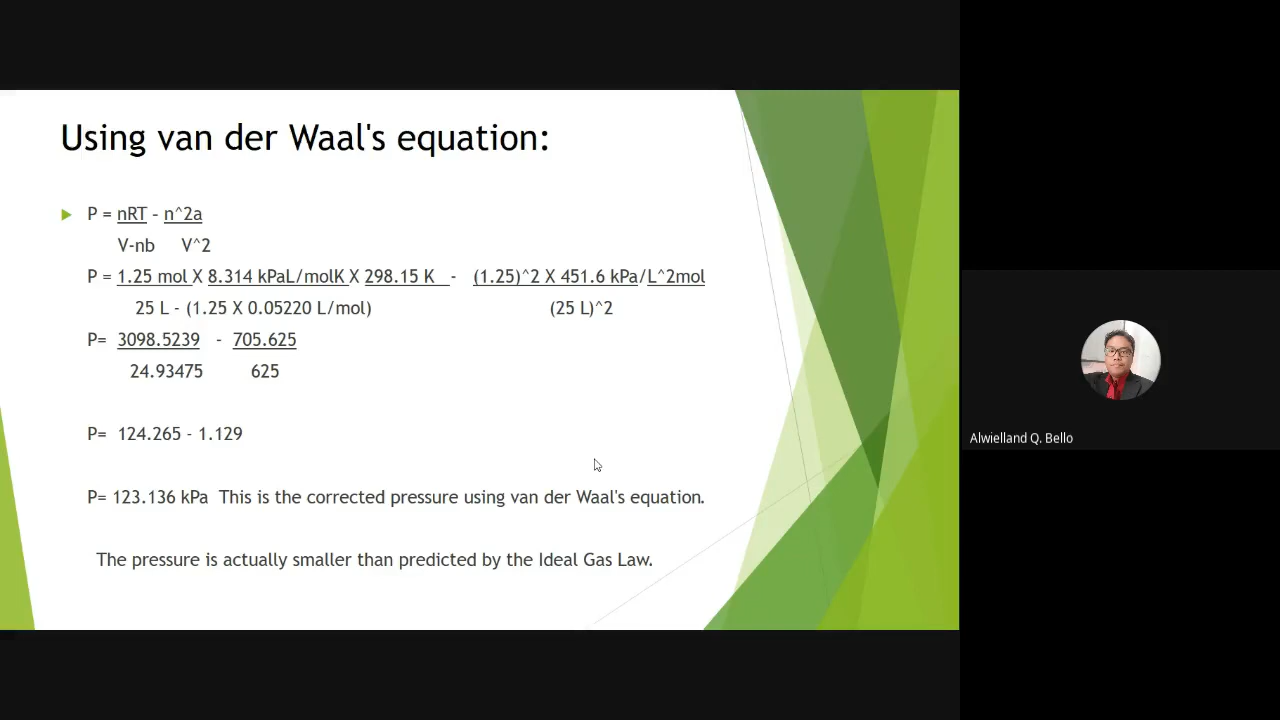 Using van der Waal's equation:
P = nRT - n^2a
V-nb V^2
P = 1.25 mol X 8.314 kPaL/molK X 298.15 K - (1.25)^2 X 451.6 kPa/L^2mol
25 L - (1.25 X 0.05220 L/mol) (25 L)^2
P= 3098.5239 - 705.625
24.93475 625
P= 124.265 - 1.129
P= 123.136 kPa This is the corrected pressure using van der Waal's equation.
The pressure is actually smaller than predicted by the Ideal Gas Law.
Alwielland Q. Bello